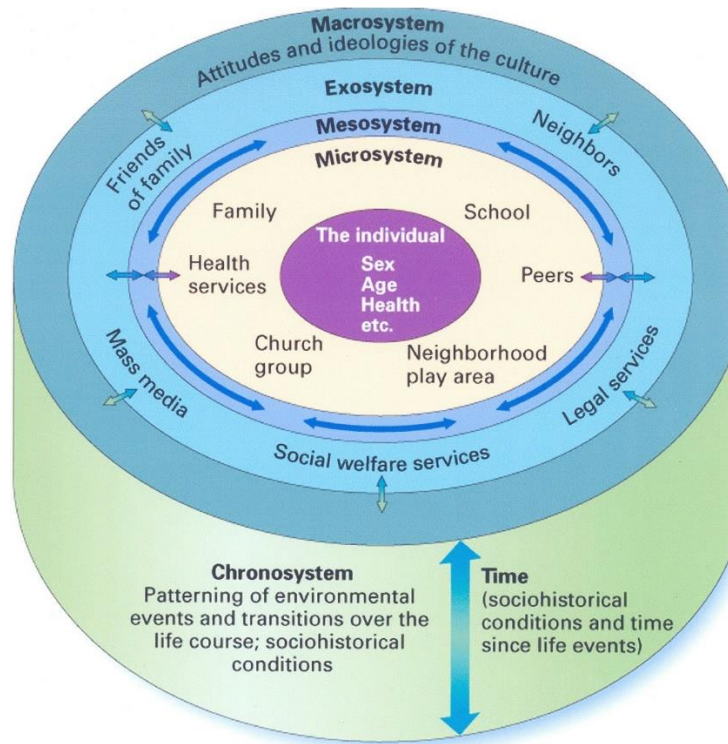 Macrosystem
Attitudes and ideologies of the culture
Exosystem
Mesosystem
Microsystem
Friends
of family
Neighbors
Family
School
The individual
Sex
Age
Health
etc.
Health
services
Peers
Church
group
Neighborhood
play area
Mass media
Legal services
Social welfare services
Chronosystem
Patterning of environmental
events and transitions over the
life course; sociohistorical
conditions
Time
(sociohistorical
conditions and time
since life events)